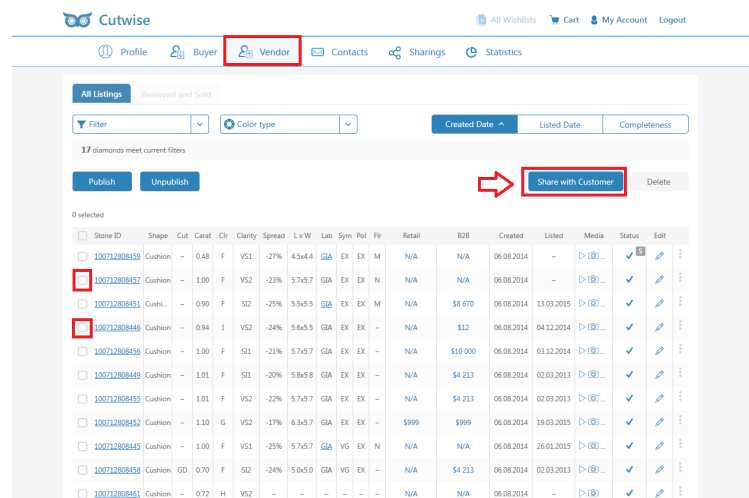 Cutwise All Wishlists Cart My Account Logout
Profile Buyer Vendor Contacts Sharings Statistics
All Listings Reserved and Sold
Filter Color type Created Date Listed Date Completeness
17 diamonds meet current filters
Publish Unpublish Share with Customer Delete
0 selected
Stone ID Shape Cut Carat Clr Clarity Spread L x W Lab Sym Pol Flr Retail B2B Created Listed Media Status Edit
100712808459 Cushion – 0.48 F VS1 -27% 4.5x4.4 GIA EX EX M N/A N/A 06.08.2014 – ... S
100712808457 Cushion – 1.00 F VS2 -23% 5.7x5.7 GIA EX EX N N/A N/A 06.08.2014 – ...
100712808451 Cushi... – 0.90 F SI2 -25% 5.5x5.5 GIA EX EX M N/A $8 670 06.08.2014 13.03.2015 ...
100712808446 Cushion – 0.94 I VS2 -24% 5.6x5.5 GIA EX EX – N/A $12 06.08.2014 04.12.2014 ...
100712808456 Cushion – 1.00 F SI1 -21% 5.7x5.7 GIA EX EX – N/A $10 000 06.08.2014 03.12.2014 ...
100712808449 Cushion – 1.01 F SI1 -20% 5.8x5.8 GIA EX EX – N/A $4 213 06.08.2014 02.03.2013 ...
100712808455 Cushion – 1.01 F VS2 -22% 5.7x5.7 GIA EX EX – N/A $4 213 06.08.2014 02.03.2013 ...
100712808452 Cushion – 1.10 G VS2 -17% 6.3x5.7 GIA EX EX – $999 $999 06.08.2014 19.03.2015 ...
100712808445 Cushion – 1.00 F VS1 -25% 5.7x5.7 GIA VG EX N N/A N/A 06.08.2014 26.01.2015 ...
100712808458 Cushion GD 0.70 F SI2 -24% 5.0x5.0 GIA VG EX – N/A $4 213 06.08.2014 02.03.2013 ...
100712808461 Cushion – 0.72 H VS2 – – – – – – N/A N/A 06.08.2014 – ...